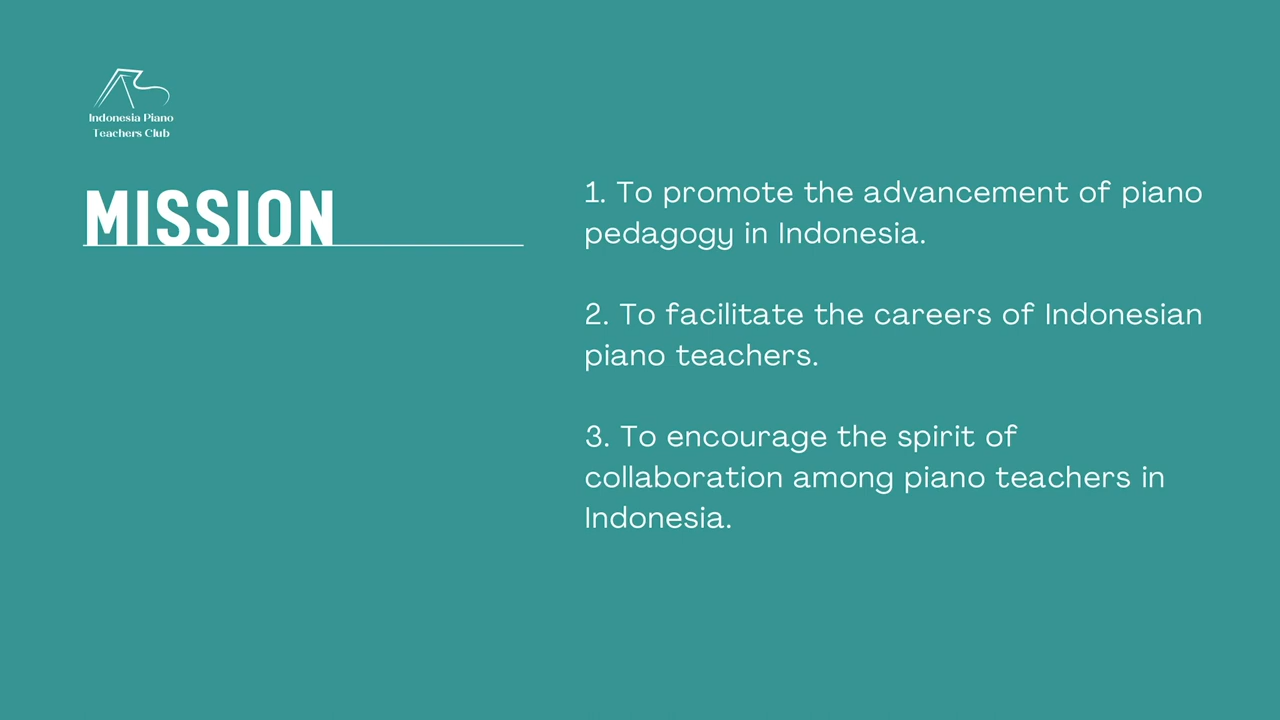 Indonesia Piano
Teachers Club
MISSION
1. To promote the advancement of piano
pedagogy in Indonesia.
2. To facilitate the careers of Indonesian
piano teachers.
3. To encourage the spirit of
collaboration among piano teachers in
Indonesia.